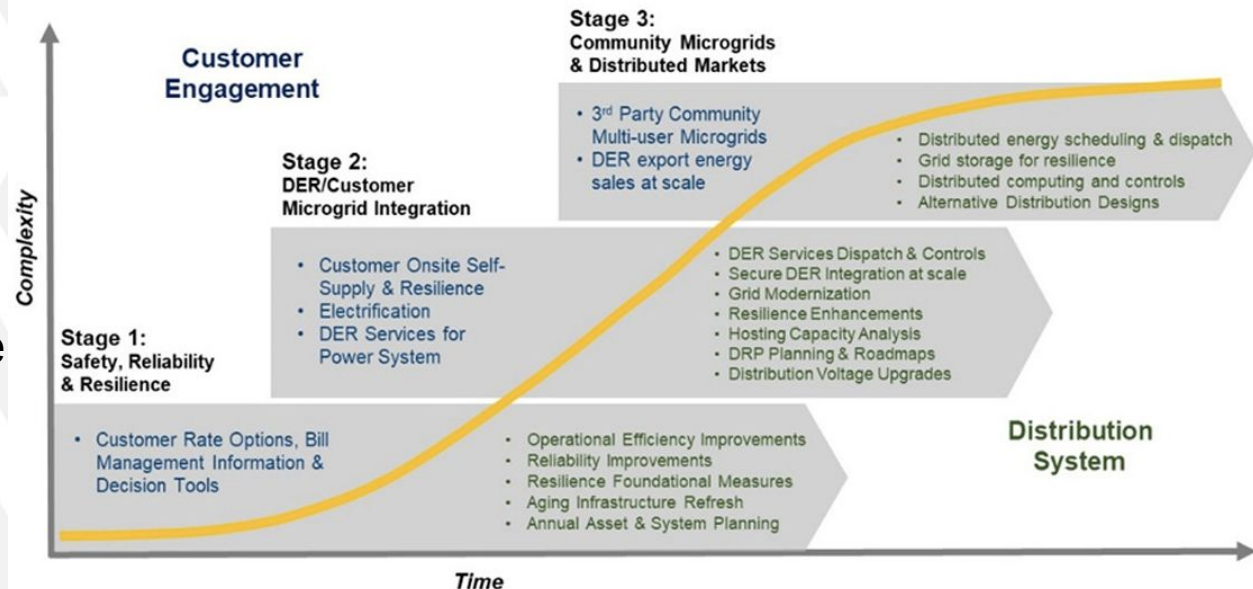 Stage 3:
Community Microgrids
& Distributed Markets
Customer
Engagement
• 3rd Party Community
Multi-user Microgrids
• DER export energy
sales at scale
• Distributed energy scheduling & dispatch
• Grid storage for resilience
• Distributed computing and controls
• Alternative Distribution Designs
Stage 2:
DER/Customer
Microgrid Integration
Complexity
• Customer Onsite Self-
Supply & Resilience
• Electrification
• DER Services for
Power System
• DER Services Dispatch & Controls
• Secure DER Integration at scale
• Grid Modernization
• Resilience Enhancements
• Hosting Capacity Analysis
• DRP Planning & Roadmaps
• Distribution Voltage Upgrades
Stage 1:
Safety, Reliability
& Resilience
e
• Customer Rate Options, Bill
Management Information &
Decision Tools
• Operational Efficiency Improvements
• Reliability Improvements
• Resilience Foundational Measures
• Aging Infrastructure Refresh
• Annual Asset & System Planning
Distribution
System
Time